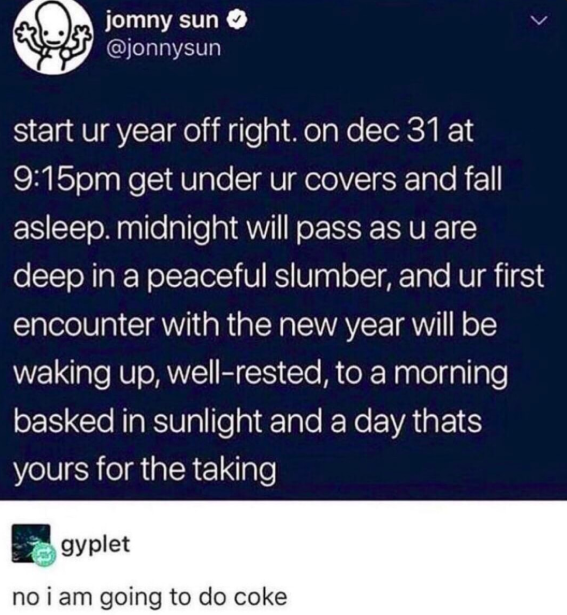 jomny sun
@jonnysun
start ur year off right. on dec 31 at
9:15pm get under ur covers and fall
asleep. midnight will pass as u are
deep in a peaceful slumber, and ur first
encounter with the new year will be
waking up, well-rested, to a morning
basked in sunlight and a day thats
yours for the taking
gyplet
no i am going to do coke